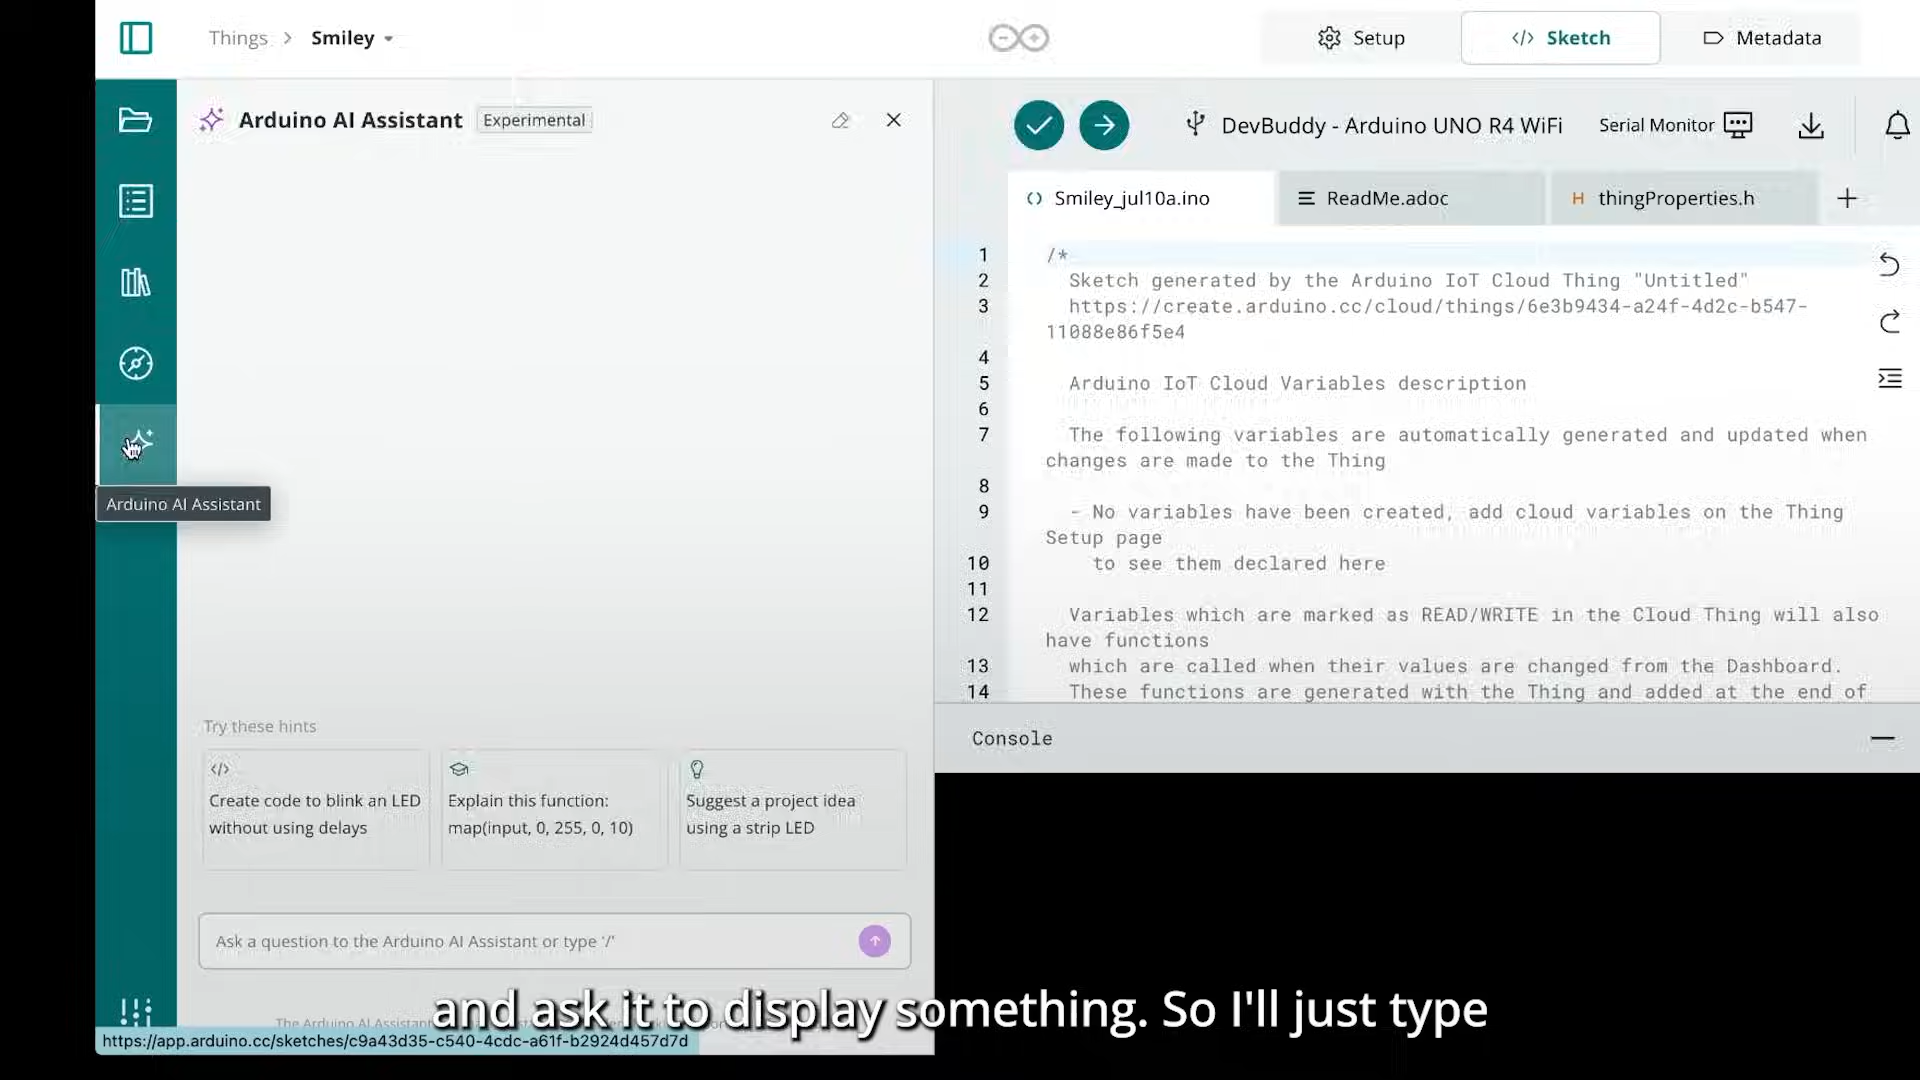 Things > Smiley
Setup
</> Sketch
Metadata
Arduino AI Assistant Experimental
DevBuddy - Arduino UNO R4 WiFi
Serial Monitor
Smiley_jul10a.ino
ReadMe.adoc
H thingProperties.h
1 /*
2 Sketch generated by the Arduino IoT Cloud Thing "Untitled"
3 https://create.arduino.cc/cloud/things/6e3b9434-a24f-4d2c-b547-
11088e86f5e4
4
5 Arduino IoT Cloud Variables description
6
7 The following variables are automatically generated and updated when
changes are made to the Thing
8
9 - No variables have been created, add cloud variables on the Thing
Setup page
10 to see them declared here
11
12 Variables which are marked as READ/WRITE in the Cloud Thing will also
have functions
13 which are called when their values are changed from the Dashboard.
14 These functions are generated with the Thing and added at the end of
Console
Arduino AI Assistant
Try these hints
</>
Create code to blink an LED
without using delays
Explain this function:
map(input, 0, 255, 0, 10)
Suggest a project idea
using a strip LED
Ask a question to the Arduino AI Assistant or type '/'
The Arduino AI Assistant
and ask it to display something. So I'll just type
https://app.arduino.cc/sketches/c9a43d35-c540-4cdc-a61f-b2924d457d7d